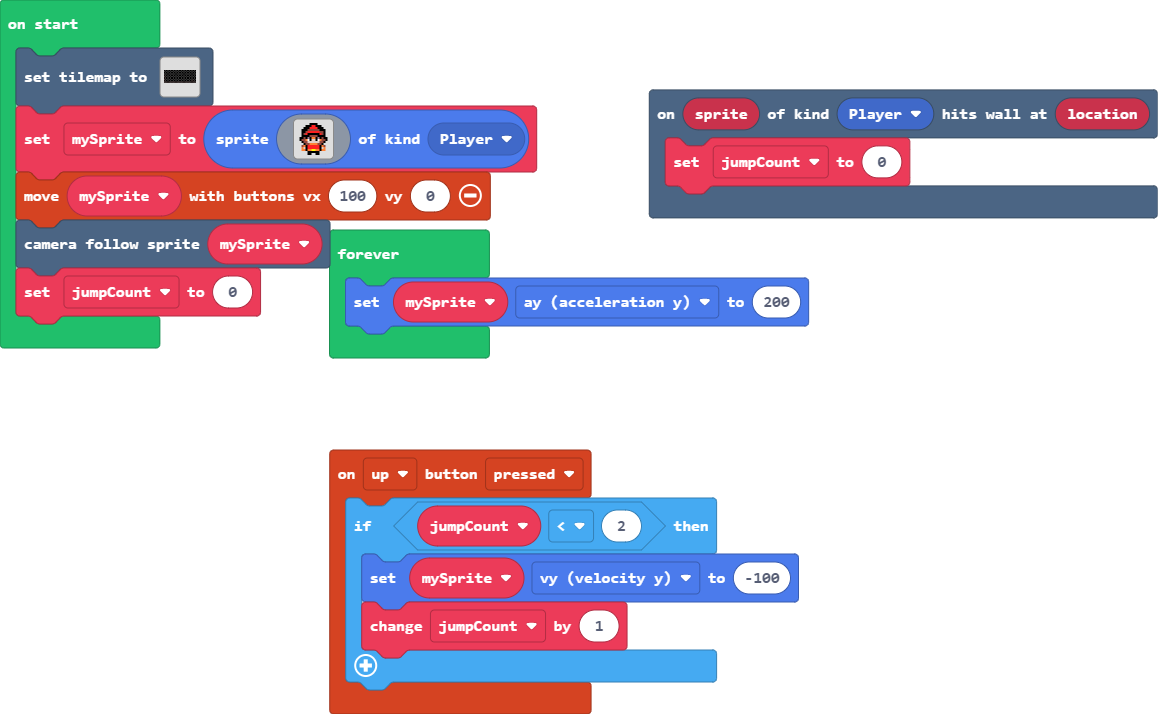 on start
set tilemap to
set mySprite to sprite of kind Player
move mySprite with buttons vx 100 vy 0
camera follow sprite mySprite
set jumpCount to 0
on sprite of kind Player hits wall at location
set jumpCount to 0
forever
set mySprite ay (acceleration y) to 200
on up button pressed
if jumpCount < 2 then
set mySprite vy (velocity y) to -100
change jumpCount by 1